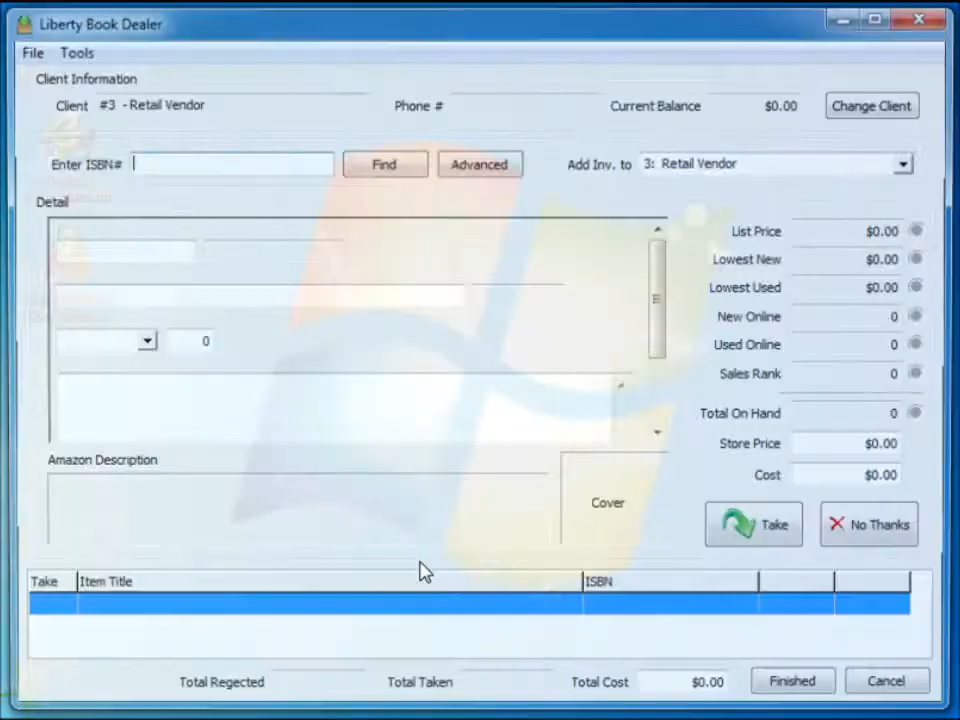 Liberty Book Dealer
File Tools
Client Information
Client #3 - Retail Vendor Phone # Current Balance $0.00 Change Client
Enter ISBN# Find Advanced Add Inv. to 3: Retail Vendor
Detail
List Price $0.00
Lowest New $0.00
Lowest Used $0.00
New Online 0
0 Used Online 0
Sales Rank 0
Total On Hand 0
Store Price $0.00
Amazon Description
Cost $0.00
Cover
Take No Thanks
Take Item Title ISBN
Total Regected Total Taken Total Cost $0.00 Finished Cancel